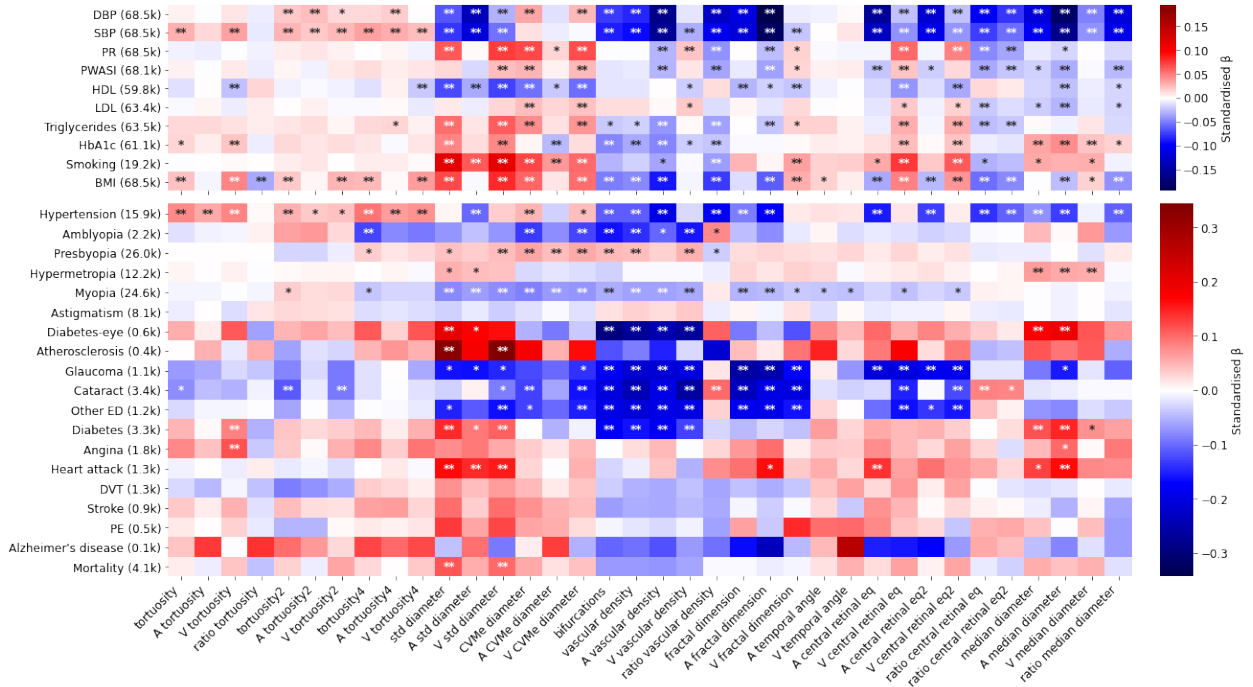 DBP (68.5k)
SBP (68.5k)
PR (68.5k)
PWASI (68.1k)
HDL (59.8k)
LDL (63.4k)
Triglycerides (63.5k)
HbA1c (61.1k)
Smoking (19.2k)
BMI (68.5k)
0.15
0.10
0.05
0.00
−0.05
−0.10
−0.15
Standardised β
Hypertension (15.9k)
Amblyopia (2.2k)
Presbyopia (26.0k)
Hypermetropia (12.2k)
Myopia (24.6k)
Astigmatism (8.1k)
Diabetes-eye (0.6k)
Atherosclerosis (0.4k)
Glaucoma (1.1k)
Cataract (3.4k)
Other ED (1.2k)
Diabetes (3.3k)
Angina (1.8k)
Heart attack (1.3k)
DVT (1.3k)
Stroke (0.9k)
PE (0.5k)
Alzheimer's disease (0.1k)
Mortality (4.1k)
0.3
0.2
0.1
0.0
−0.1
−0.2
−0.3
Standardised β
tortuosity
A tortuosity
V tortuosity
ratio tortuosity
tortuosity2
A tortuosity2
V tortuosity2
tortuosity4
A tortuosity4
V tortuosity4
std diameter
A std diameter
V std diameter
CVMe diameter
A CVMe diameter
V CVMe diameter
bifurcations
vascular density
A vascular density
V vascular density
ratio vascular density
fractal dimension
A fractal dimension
V fractal dimension
A temporal angle
V temporal angle
A central retinal eq
V central retinal eq
A central retinal eq2
V central retinal eq2
ratio central retinal eq
ratio central retinal eq2
median diameter
A median diameter
V median diameter
ratio median diameter